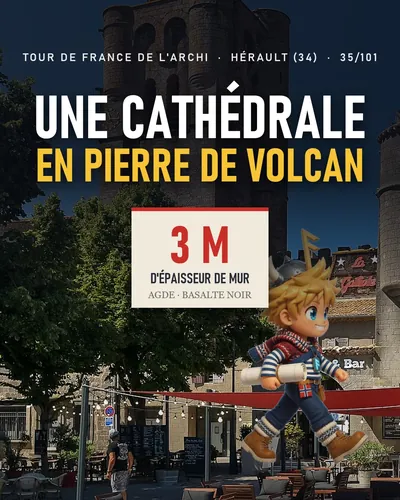 TOUR DE FRANCE DE L'ARCHI · HÉRAULT (34) · 35/101
UNE CATHÉDRALE
EN PIERRE DE VOLCAN
3 M
D'ÉPAISSEUR DE MUR
AGDE · BASALTE NOIR
La
& Bar